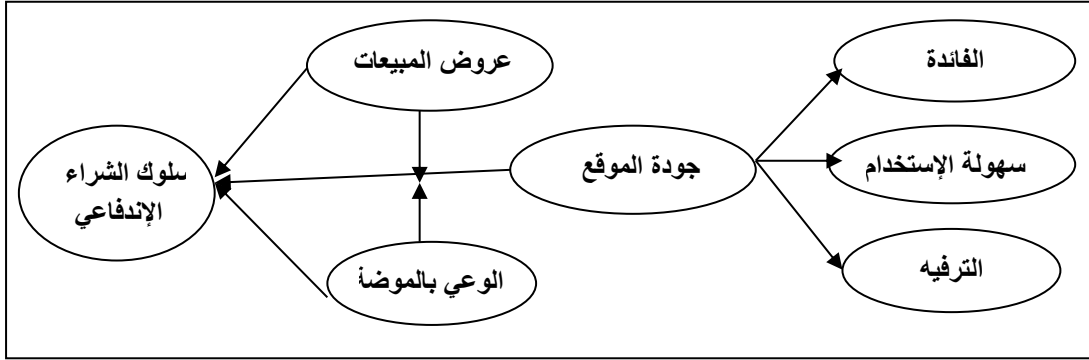 الفائدة
عروض المبيعات
سهولة الإستخدام
جودة الموقع
سلوك الشراء
الإندفاعي
الترفيه
الوعي بالموضة